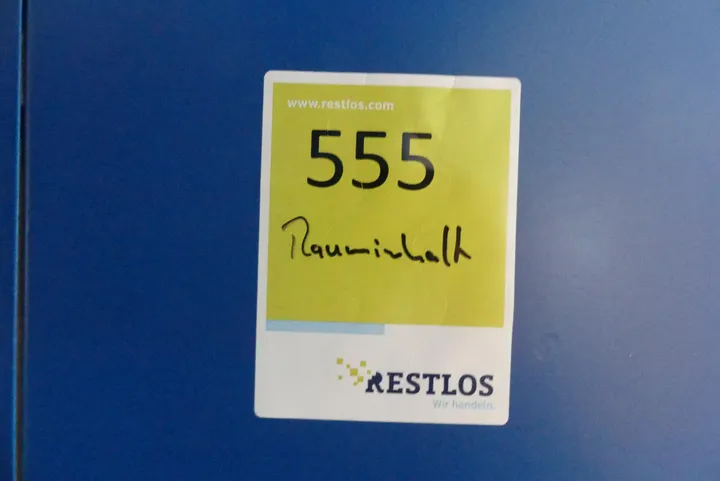 www.restlos.com
555
Rauminhalt
RESTLOS
Wir handeln.